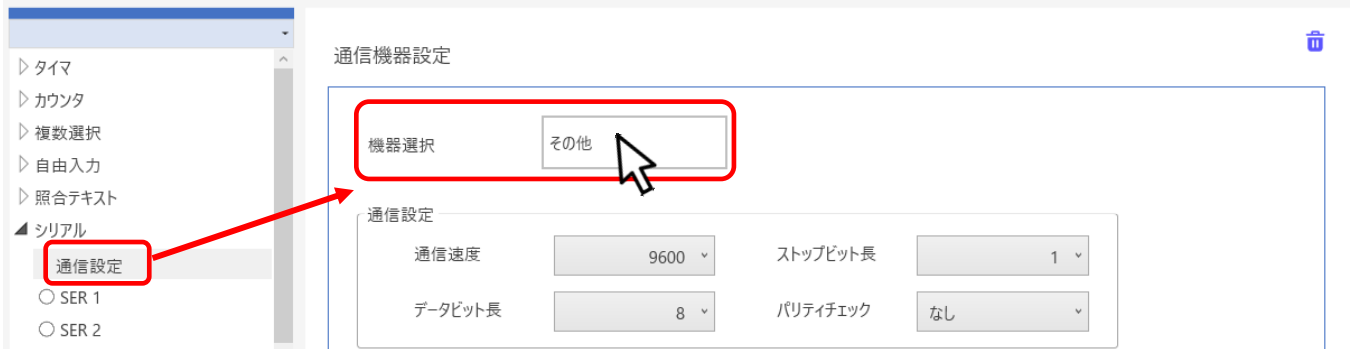 タイマ
カウンタ
複数選択
自由入力
照合テキスト
シリアル
通信設定
SER 1
SER 2
通信機器設定
機器選択 その他
通信設定
通信速度 9600 ストップビット長 1
データビット長 8 パリティチェック なし